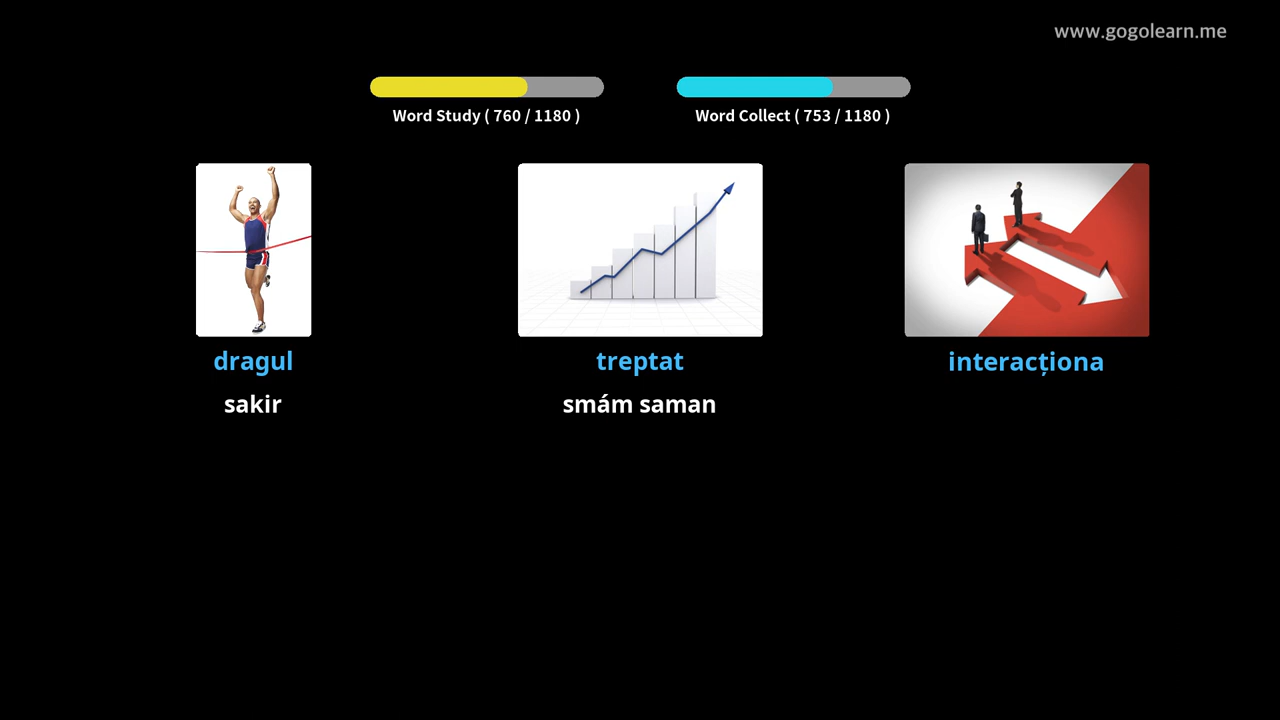 www.gogolearn.me
Word Study ( 760 / 1180 )
Word Collect ( 753 / 1180 )
dragul
treptat
interacționa
sakir
smám saman